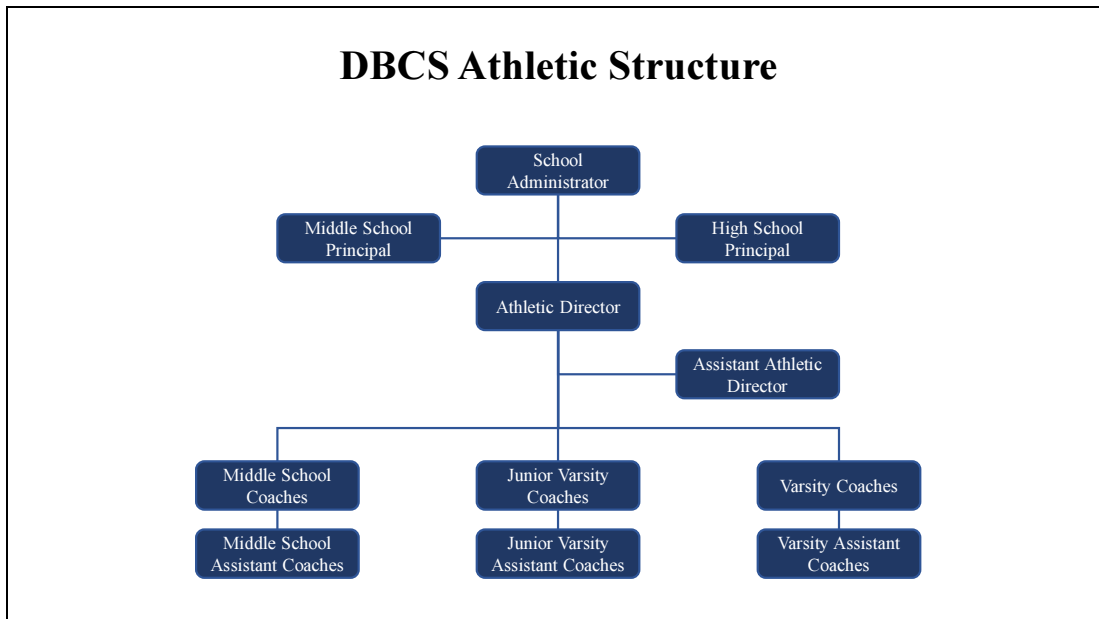 DBCS Athletic Structure
School
Administrator
Middle School
Principal
High School
Principal
Athletic Director
Assistant Athletic
Director
Middle School
Coaches
Junior Varsity
Coaches
Varsity Coaches
Middle School
Assistant Coaches
Junior Varsity
Assistant Coaches
Varsity Assistant
Coaches